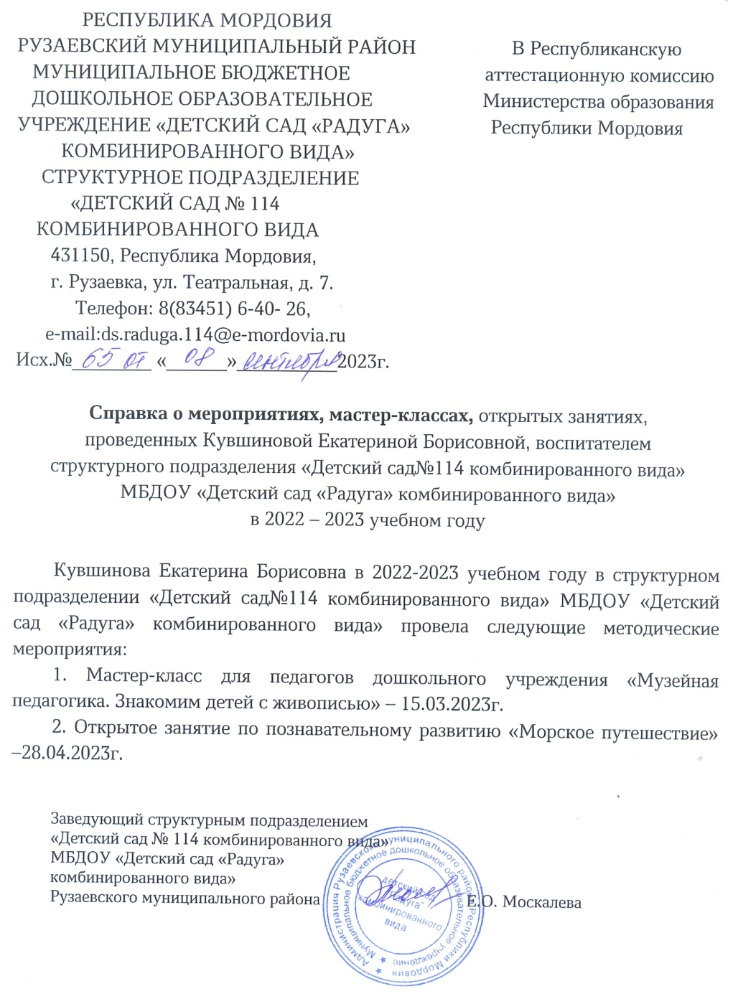 РЕСПУБЛИКА МОРДОВИЯ
РУЗАЕВСКИЙ МУНИЦИПАЛЬНЫЙ РАЙОН
МУНИЦИПАЛЬНОЕ БЮДЖЕТНОЕ
ДОШКОЛЬНОЕ ОБРАЗОВАТЕЛЬНОЕ
УЧРЕЖДЕНИЕ «ДЕТСКИЙ САД «РАДУГА»
КОМБИНИРОВАННОГО ВИДА»
СТРУКТУРНОЕ ПОДРАЗДЕЛЕНИЕ
«ДЕТСКИЙ САД № 114
КОМБИНИРОВАННОГО ВИДА
431150, Республика Мордовия,
г. Рузаевка, ул. Театральная, д. 7.
Телефон: 8(83451) 6-40- 26,
e-mail:ds.raduga.114@e-mordovia.ru
Исх.№ 65 от «08» сентября 2023г.
В Республиканскую
аттестационную комиссию
Министерства образования
Республики Мордовия
Справка о мероприятиях, мастер-классах, открытых занятиях,
проведенных Кувшиновой Екатериной Борисовной, воспитателем
структурного подразделения «Детский сад№114 комбинированного вида»
МБДОУ «Детский сад «Радуга» комбинированного вида»
в 2022 – 2023 учебном году
Кувшинова Екатерина Борисовна в 2022-2023 учебном году в структурном
подразделении «Детский сад№114 комбинированного вида» МБДОУ «Детский
сад «Радуга» комбинированного вида» провела следующие методические
мероприятия:
1. Мастер-класс для педагогов дошкольного учреждения «Музейная
педагогика. Знакомим детей с живописью» – 15.03.2023г.
2. Открытое занятие по познавательному развитию «Морское путешествие»
–28.04.2023г.
Заведующий структурным подразделением
«Детский сад № 114 комбинированного вида»
МБДОУ «Детский сад «Радуга»
комбинированного вида»
Рузаевского муниципального района
Е.О. Москалева
Администрация Рузаевского муниципального района Республики Мордовия
Муниципальное бюджетное дошкольное образовательное учреждение
детский сад
"Радуга"
комбинированного
вида